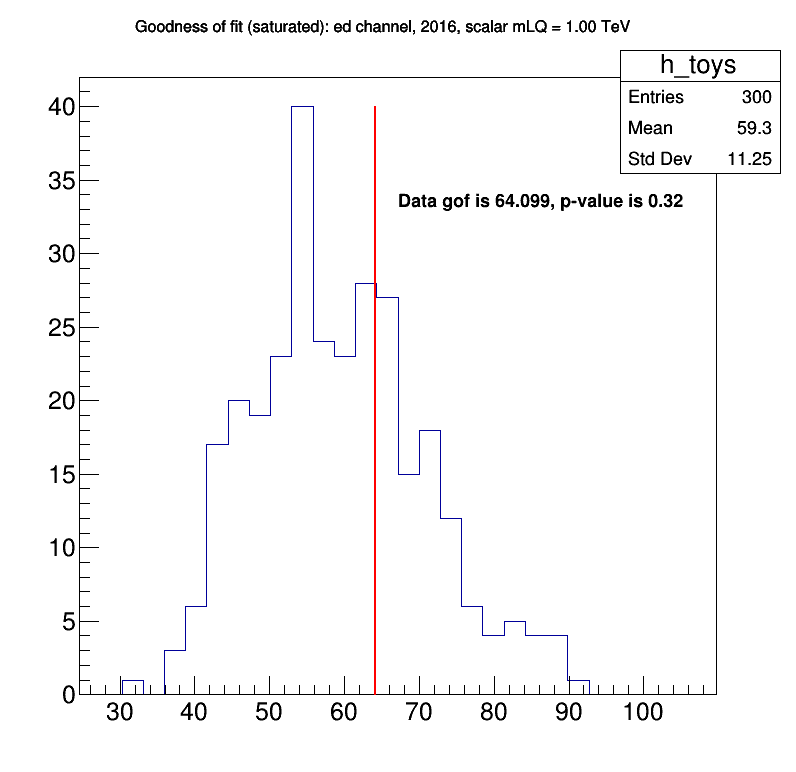 Goodness of fit (saturated): ed channel, 2016, scalar mLQ = 1.00 TeV
h_toys
Entries 300
Mean 59.3
Std Dev 11.25
Data gof is 64.099, p-value is 0.32
40
35
30
25
20
15
10
5
0
30 40 50 60 70 80 90 100